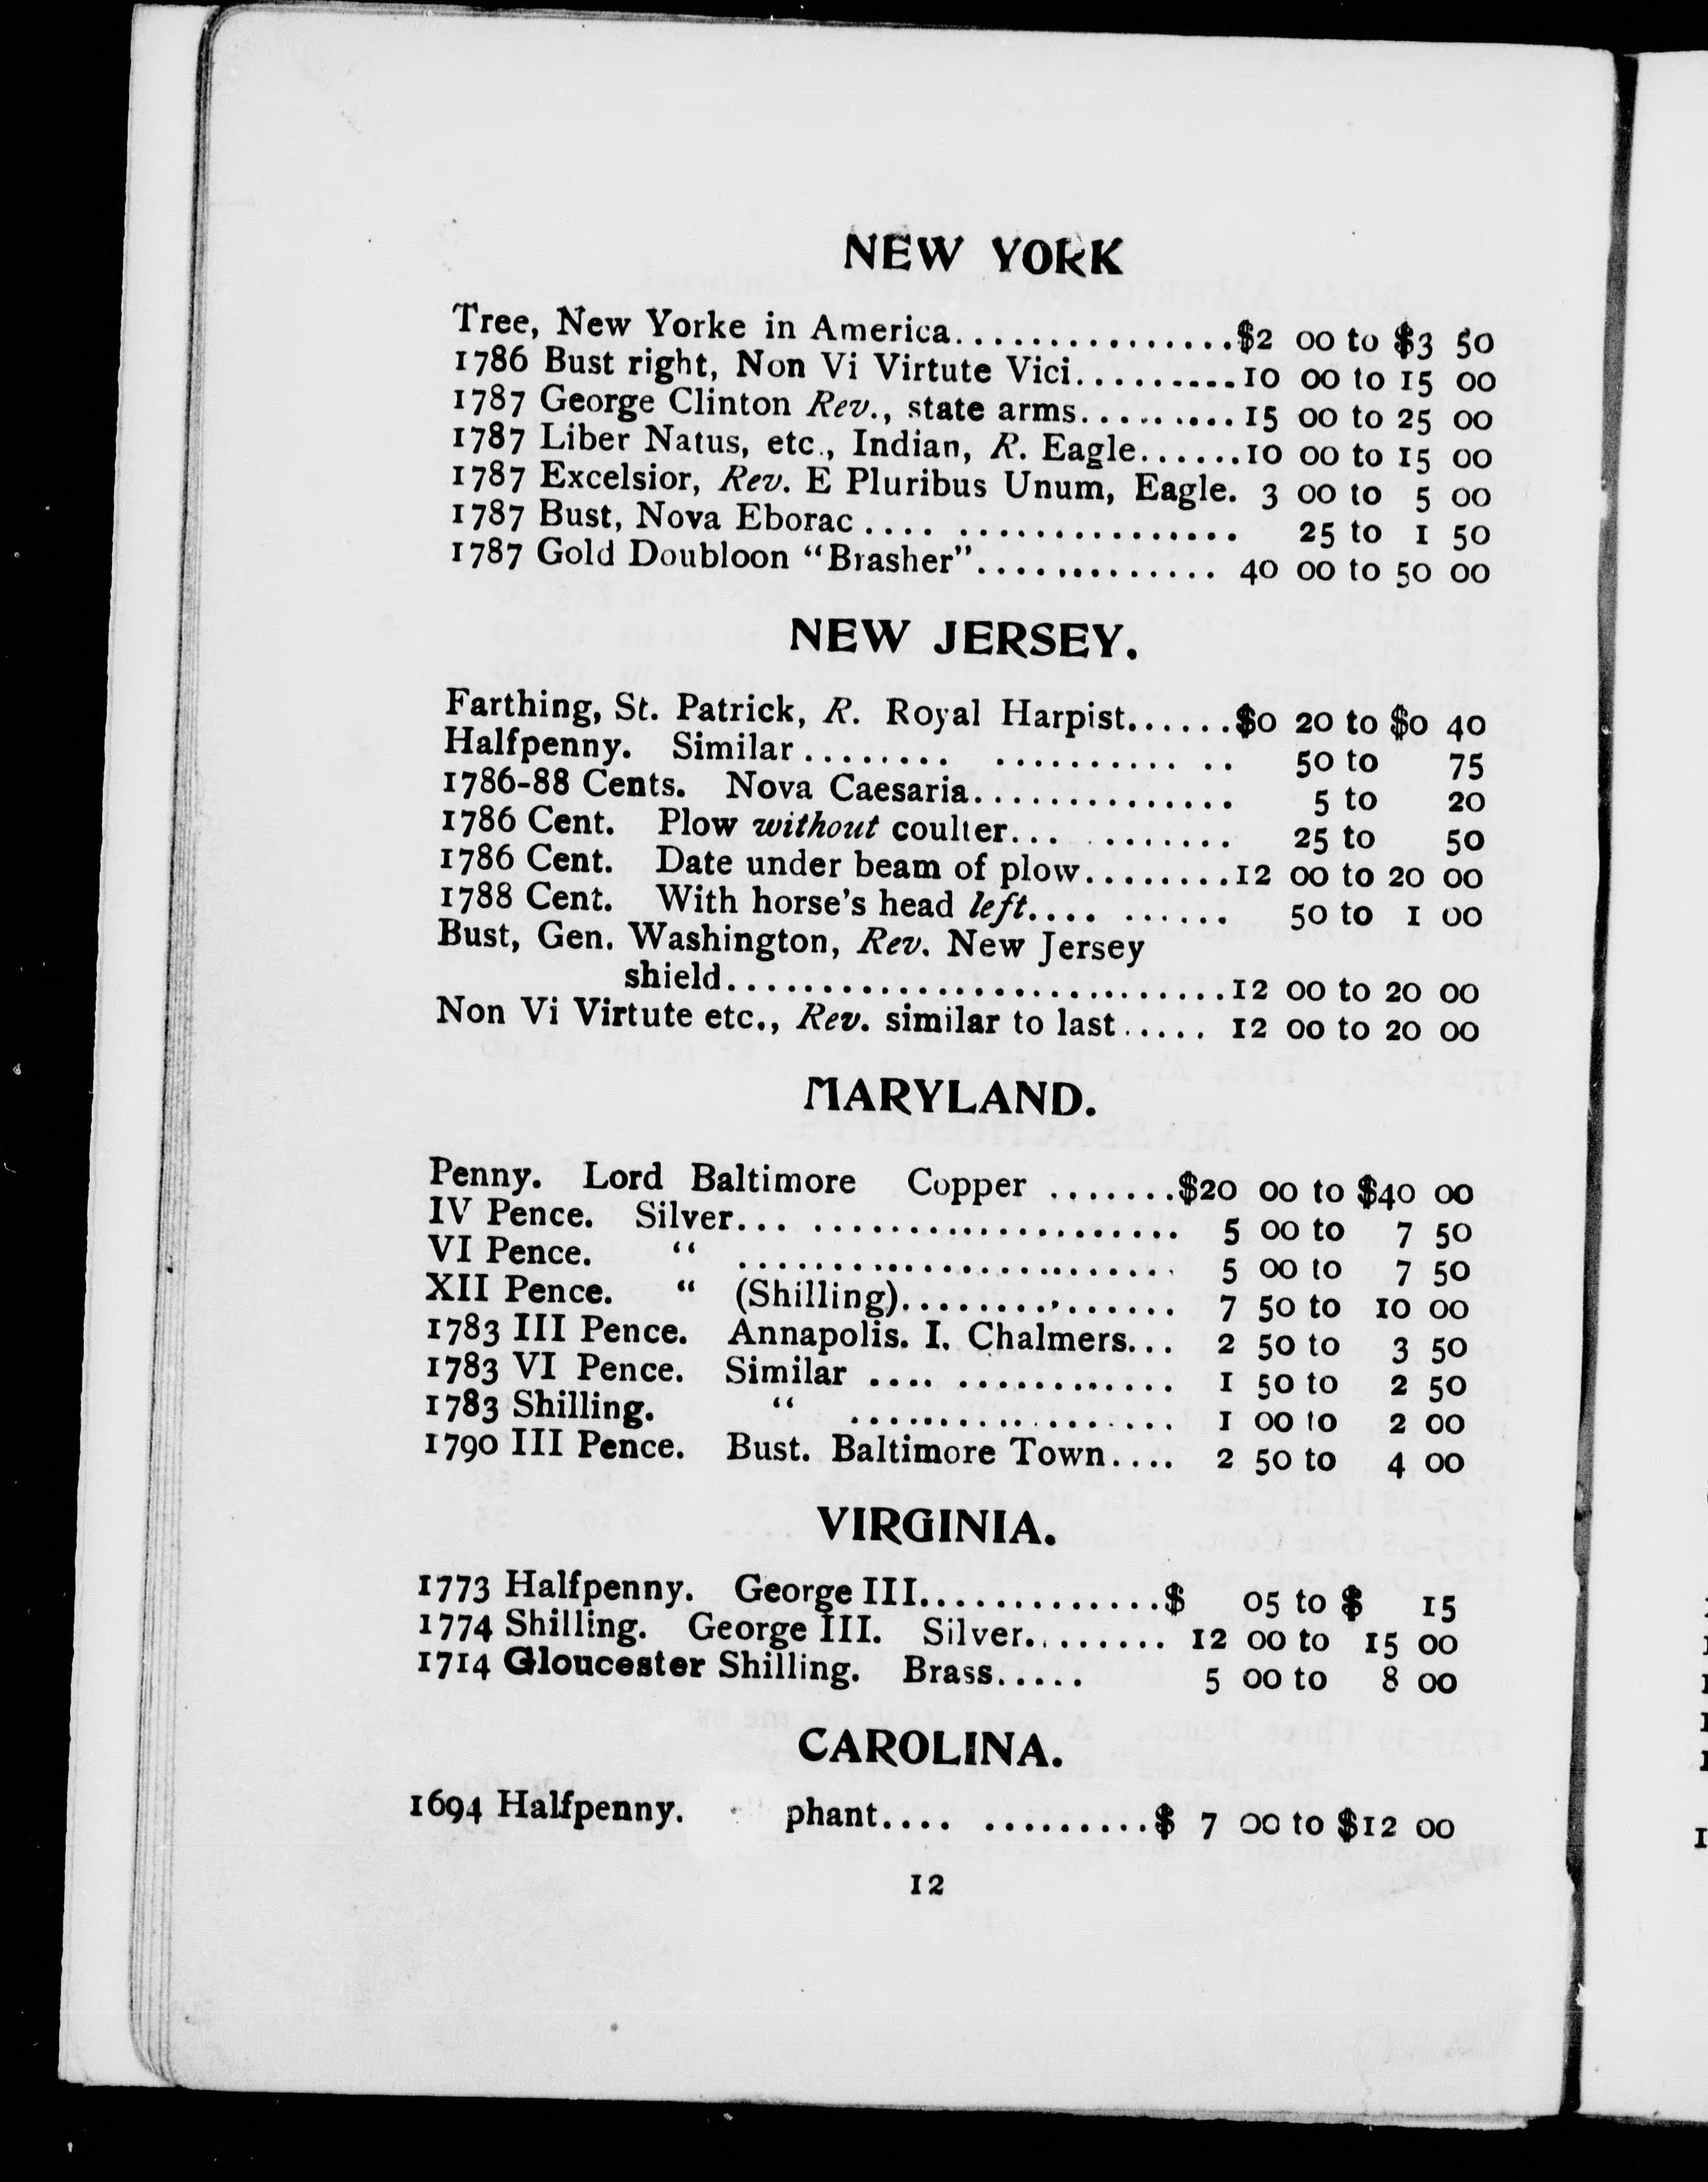 NEW YORK
Tree, New Yorke in America................$2 00 to $3 50
1786 Bust right, Non Vi Virtute Vici..........10 00 to 15 00
1787 George Clinton Rev., state arms..........15 00 to 25 00
1787 Liber Natus, etc., Indian, R. Eagle......10 00 to 15 00
1787 Excelsior, Rev. E Pluribus Unum, Eagle. 3 00 to 5 00
1787 Bust, Nova Eborac .... ............... 25 to 1 50
1787 Gold Doubloon "Brasher"............. 40 00 to 50 00
NEW JERSEY.
Farthing, St. Patrick, R. Royal Harpist......$0 20 to $0 40
Halfpenny. Similar ........ ........... .. 50 to 75
1786-88 Cents. Nova Caesaria.............. 5 to 20
1786 Cent. Plow without coulter... ........ 25 to 50
1786 Cent. Date under beam of plow........12 00 to 20 00
1788 Cent. With horse's head left.... ...... 50 to 1 00
Bust, Gen. Washington, Rev. New Jersey
shield...........................12 00 to 20 00
Non Vi Virtute etc., Rev. similar to last..... 12 00 to 20 00
MARYLAND.
Penny. Lord Baltimore Copper .......$20 00 to $40 00
IV Pence. Silver... ................... 5 00 to 7 50
VI Pence. " ....................... 5 00 to 7 50
XII Pence. " (Shilling)............... 7 50 to 10 00
1783 III Pence. Annapolis. I. Chalmers... 2 50 to 3 50
1783 VI Pence. Similar .... ............ 1 50 to 2 50
1783 Shilling. " ................. 1 00 to 2 00
1790 III Pence. Bust. Baltimore Town.... 2 50 to 4 00
VIRGINIA.
1773 Halfpenny. George III.............$ 05 to $ 15
1774 Shilling. George III. Silver......... 12 00 to 15 00
1714 Gloucester Shilling. Brass..... 5 00 to 8 00
CAROLINA.
1694 Halfpenny. phant.... .........$ 7 00 to $12 00
12